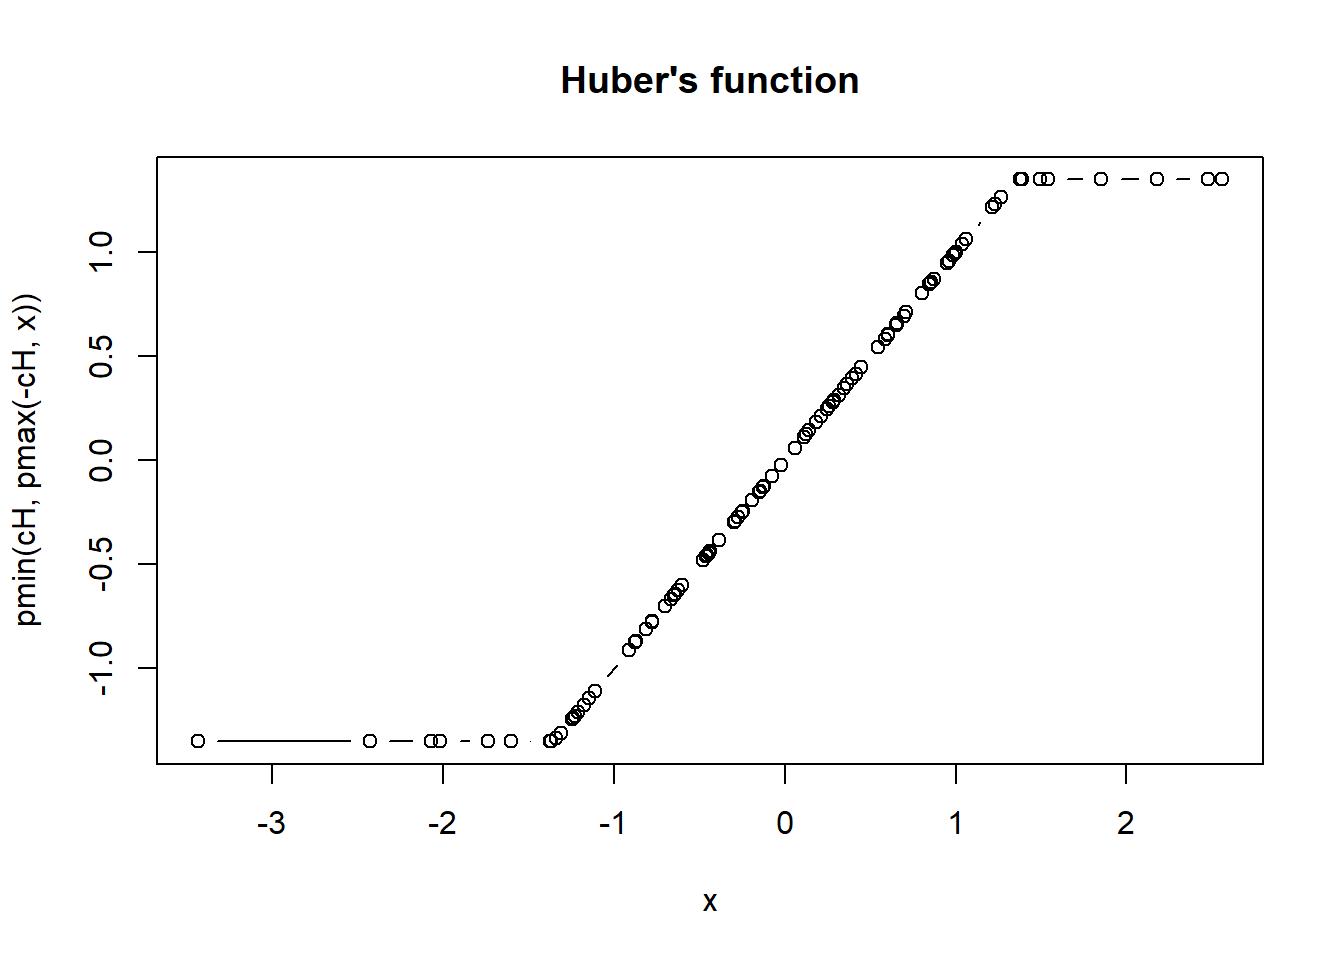 Huber's function
pmin(cH, pmax(-cH, x))
1.0
0.5
0.0
-0.5
-1.0
-3 -2 -1 0 1 2
x